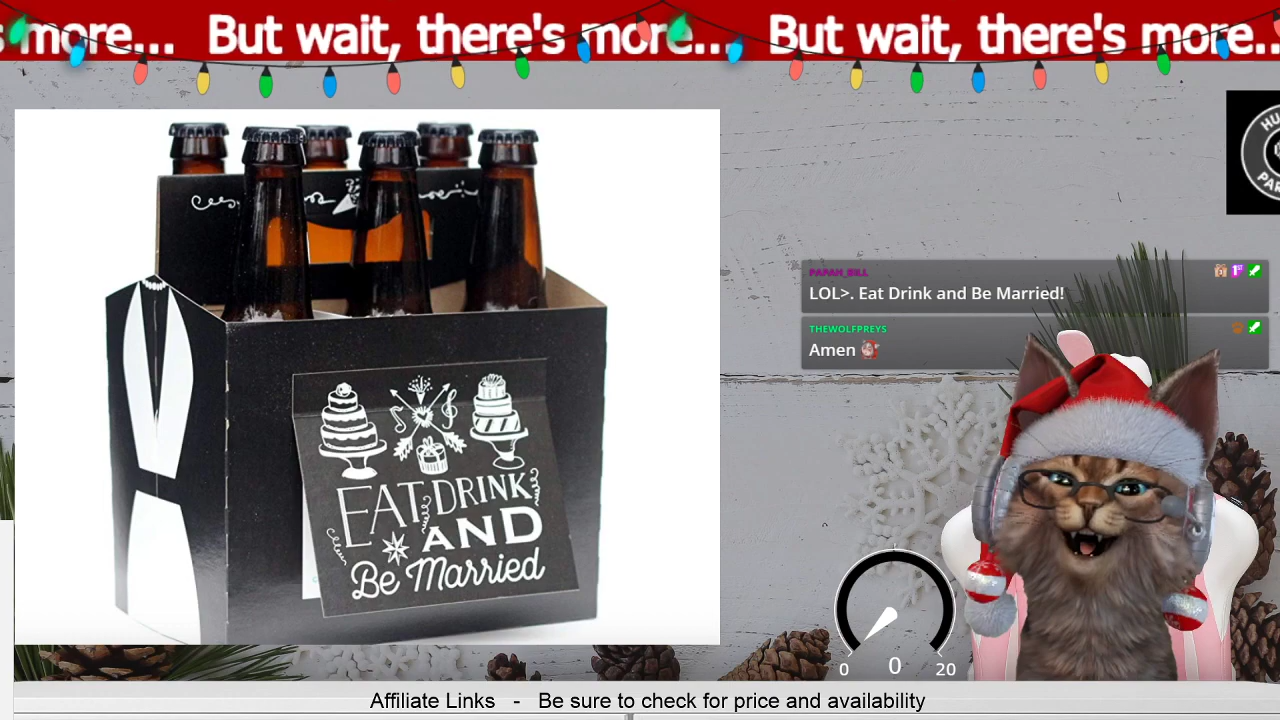 more... But wait, there's more... But wait, there's more..
PAPAH_BILL
LOL>. Eat Drink and Be Married!
THEWOLFPREYS
Amen
EAT DRINK
AND
Be Married
0 0 20
Affiliate Links - Be sure to check for price and availability